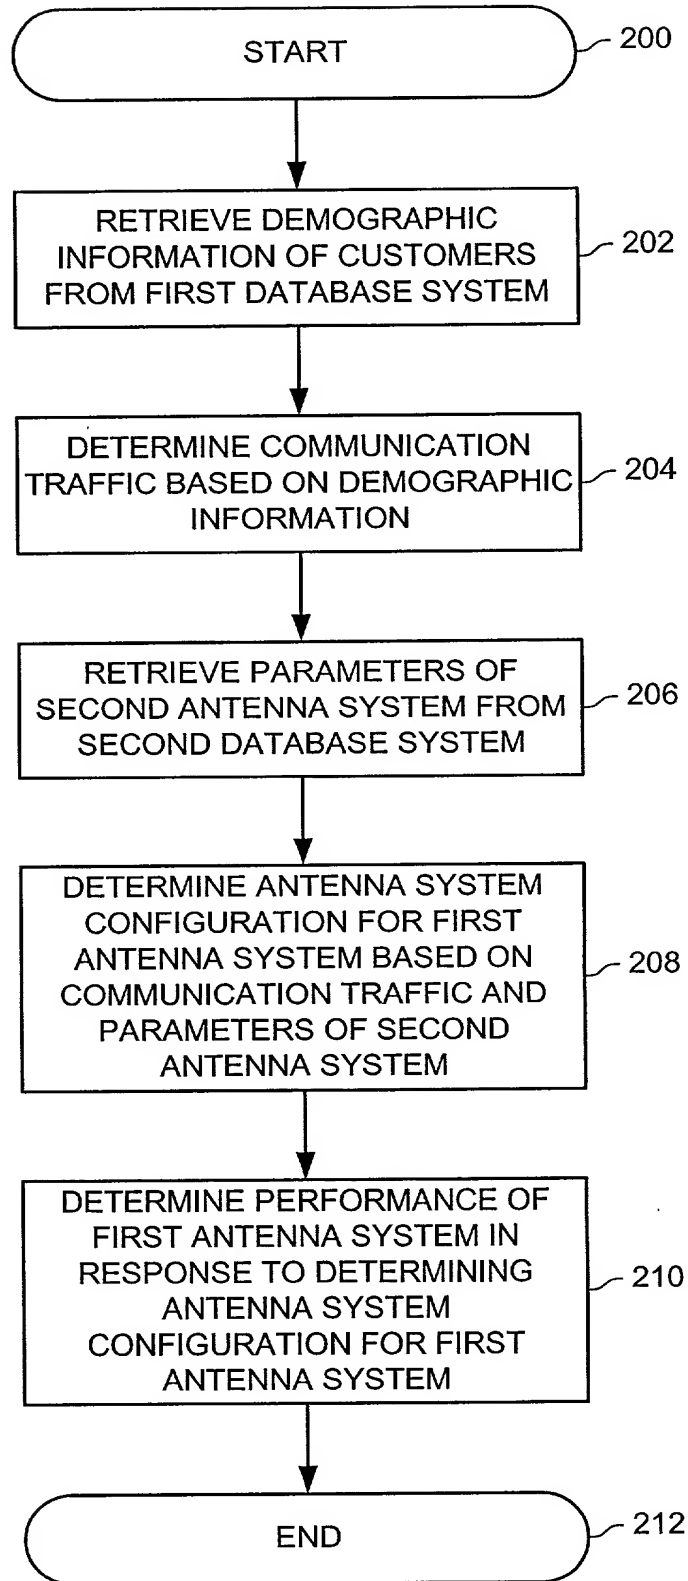 START
200
RETRIEVE DEMOGRAPHIC
INFORMATION OF CUSTOMERS
FROM FIRST DATABASE SYSTEM
202
DETERMINE COMMUNICATION
TRAFFIC BASED ON DEMOGRAPHIC
INFORMATION
204
RETRIEVE PARAMETERS OF
SECOND ANTENNA SYSTEM FROM
SECOND DATABASE SYSTEM
206
DETERMINE ANTENNA SYSTEM
CONFIGURATION FOR FIRST
ANTENNA SYSTEM BASED ON
COMMUNICATION TRAFFIC AND
PARAMETERS OF SECOND
ANTENNA SYSTEM
208
DETERMINE PERFORMANCE OF
FIRST ANTENNA SYSTEM IN
RESPONSE TO DETERMINING
ANTENNA SYSTEM
CONFIGURATION FOR FIRST
ANTENNA SYSTEM
210
END
212